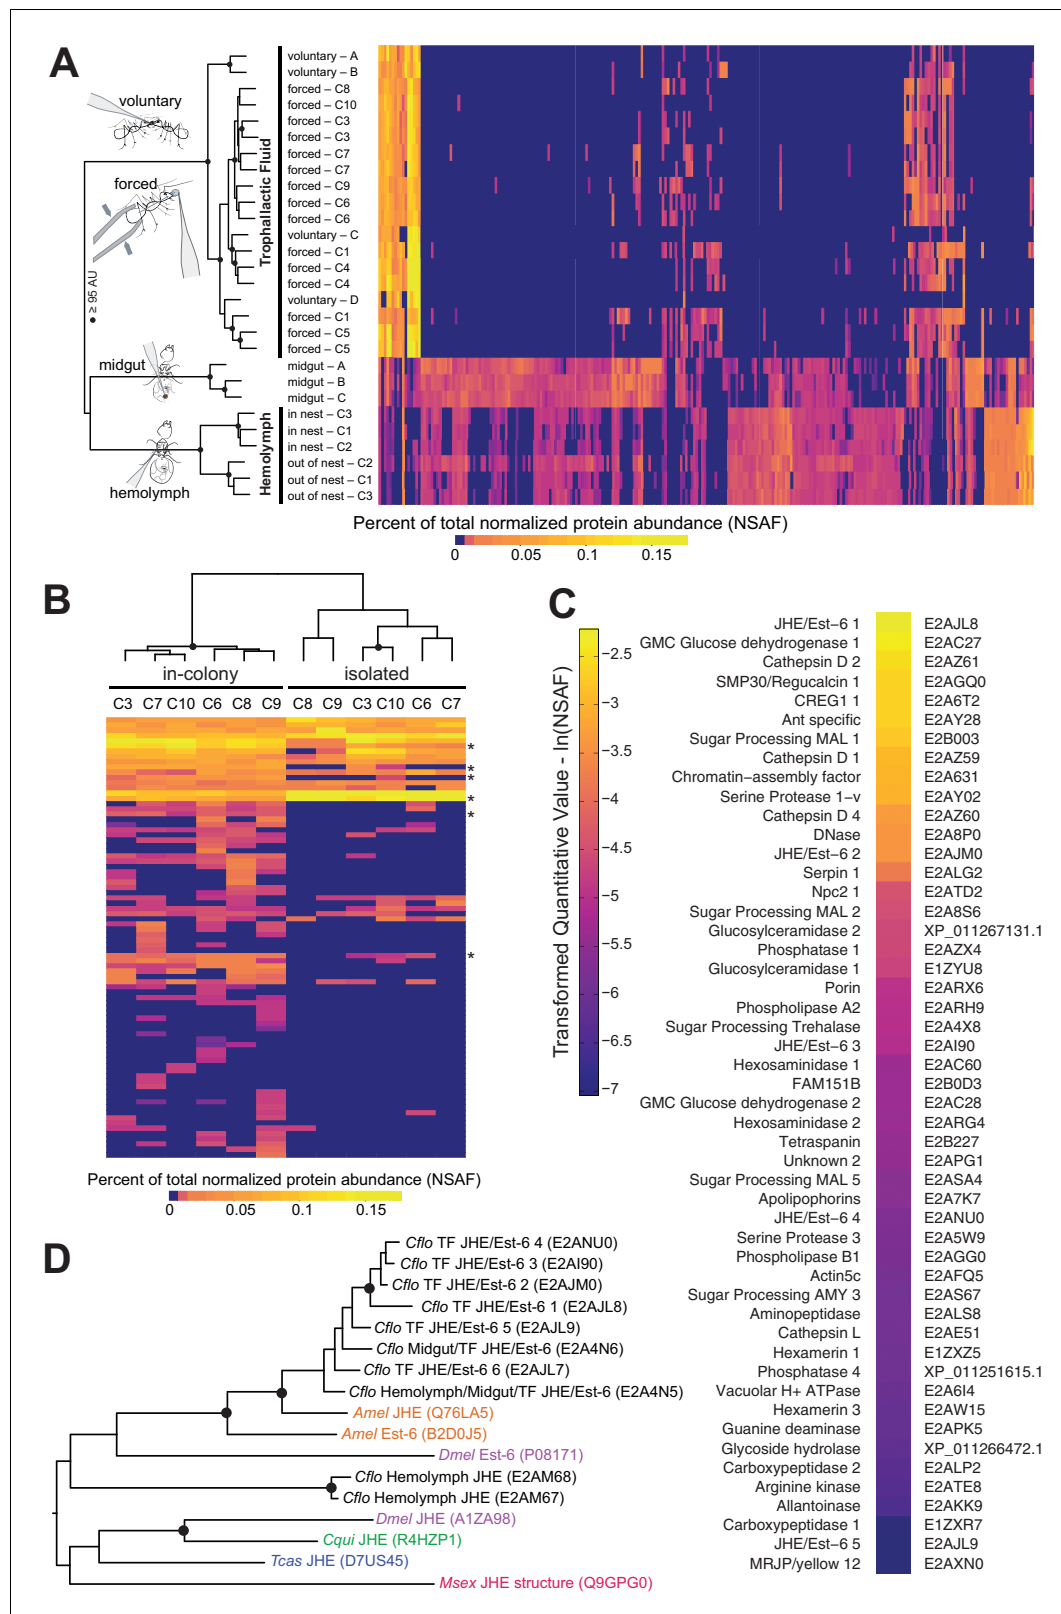 A
voluntary
forced
● ≥ 95 AU
midgut
hemolymph
Trophallactic Fluid
Hemolymph
voluntary – A
voluntary – B
forced – C8
forced – C10
forced – C3
forced – C3
forced – C7
forced – C7
forced – C9
forced – C6
forced – C6
voluntary – C
forced – C1
forced – C4
forced – C4
voluntary – D
forced – C1
forced – C5
forced – C5
midgut – A
midgut – B
midgut – C
in nest – C3
in nest – C1
in nest – C2
out of nest – C2
out of nest – C1
out of nest – C3
Percent of total normalized protein abundance (NSAF)
0 0.05 0.1 0.15
B
in-colony isolated
C3 C7 C10 C6 C8 C9 C8 C9 C3 C10 C6 C7
*
*
*
*
*
*
Percent of total normalized protein abundance (NSAF)
0 0.05 0.1 0.15
C
Transformed Quantitative Value - ln(NSAF)
−2.5
−3
−3.5
−4
−4.5
−5
−5.5
−6
−6.5
−7
JHE/Est−6 1 E2AJL8
GMC Glucose dehydrogenase 1 E2AC27
Cathepsin D 2 E2AZ61
SMP30/Regucalcin 1 E2AGQ0
CREG1 1 E2A6T2
Ant specific E2AY28
Sugar Processing MAL 1 E2B003
Cathepsin D 1 E2AZ59
Chromatin−assembly factor E2A631
Serine Protease 1−v E2AY02
Cathepsin D 4 E2AZ60
DNase E2A8P0
JHE/Est−6 2 E2AJM0
Serpin 1 E2ALG2
Npc2 1 E2ATD2
Sugar Processing MAL 2 E2A8S6
Glucosylceramidase 2 XP_011267131.1
Phosphatase 1 E2AZX4
Glucosylceramidase 1 E1ZYU8
Porin E2ARX6
Phospholipase A2 E2ARH9
Sugar Processing Trehalase E2A4X8
JHE/Est−6 3 E2AI90
Hexosaminidase 1 E2AC60
FAM151B E2B0D3
GMC Glucose dehydrogenase 2 E2AC28
Hexosaminidase 2 E2ARG4
Tetraspanin E2B227
Unknown 2 E2APG1
Sugar Processing MAL 5 E2ASA4
Apolipophorins E2A7K7
JHE/Est−6 4 E2ANU0
Serine Protease 3 E2A5W9
Phospholipase B1 E2AGG0
Actin5c E2AFQ5
Sugar Processing AMY 3 E2AS67
Aminopeptidase E2ALS8
Cathepsin L E2AE51
Hexamerin 1 E1ZXZ5
Phosphatase 4 XP_011251615.1
Vacuolar H+ ATPase E2A6I4
Hexamerin 3 E2AW15
Guanine deaminase E2APK5
Glycoside hydrolase XP_011266472.1
Carboxypeptidase 2 E2ALP2
Arginine kinase E2ATE8
Allantoinase E2AKK9
Carboxypeptidase 1 E1ZXR7
JHE/Est−6 5 E2AJL9
MRJP/yellow 12 E2AXN0
D
Cflo TF JHE/Est-6 4 (E2ANU0)
Cflo TF JHE/Est-6 3 (E2AI90)
Cflo TF JHE/Est-6 2 (E2AJM0)
Cflo TF JHE/Est-6 1 (E2AJL8)
Cflo TF JHE/Est-6 5 (E2AJL9)
Cflo Midgut/TF JHE/Est-6 (E2A4N6)
Cflo TF JHE/Est-6 6 (E2AJL7)
Cflo Hemolymph/Midgut/TF JHE/Est-6 (E2A4N5)
Amel JHE (Q76LA5)
Amel Est-6 (B2D0J5)
Dmel Est-6 (P08171)
Cflo Hemolymph JHE (E2AM68)
Cflo Hemolymph JHE (E2AM67)
Dmel JHE (A1ZA98)
Cqui JHE (R4HZP1)
Tcas JHE (D7US45)
Msex JHE structure (Q9GPG0)